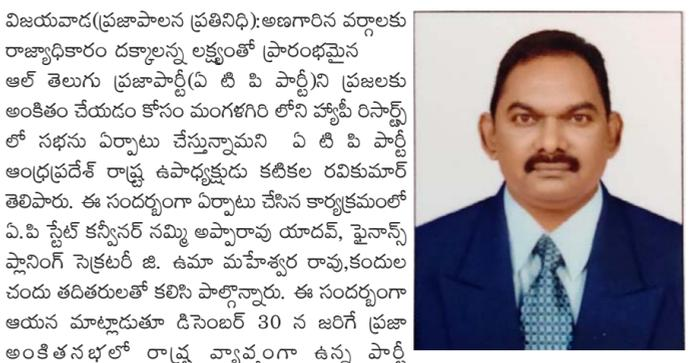 విజయవాడ(ప్రజాపాలన ప్రతినిధి):అణగారిన వర్గాలకు
రాజ్యాధికారం దక్కాలన్న లక్ష్యంతో ప్రారంభమైన
ఆల్ తెలుగు ప్రజాపార్టీ(ఏ టి పి పార్టీ)ని ప్రజలకు
అంకితం చేయడం కోసం మంగళగిరి లోని హ్యాపీ రిసార్ట్స్
లో సభను ఏర్పాటు చేస్తున్నామని ఏ టి పి పార్టీ
ఆంధ్రప్రదేశ్ రాష్ట్ర ఉపాధ్యక్షుడు కటికల రవికుమార్
తెలిపారు. ఈ సందర్బంగా ఏర్పాటు చేసిన కార్యక్రమంలో
ఏ.పి స్టేట్ కన్వీనర్ నమ్మి అప్పారావు యాదవ్, ఫైనాన్స్
ప్లానింగ్ సెక్రటరీ జి. ఉమా మహేశ్వర రావు,కందుల
చందు తదితరులతో కలిసి పాల్గొన్నారు. ఈ సందర్బంగా
ఆయన మాట్లాడుతూ డిసెంబర్ 30 న జరిగే ప్రజా
అంకితసభలో రాష్ట్ర వ్యాప్తంగా ఉన్న పార్టీ